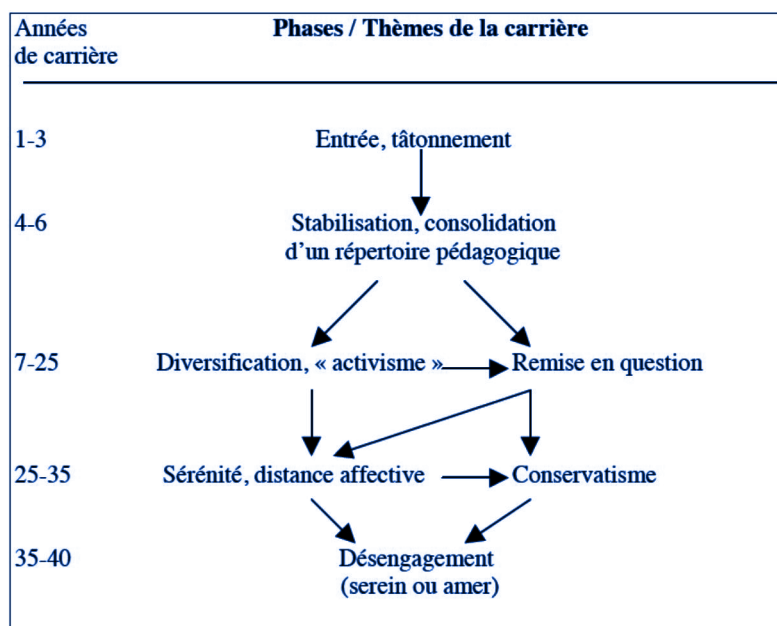 Années
de carrière
Phases / Thèmes de la carrière
1-3
Entrée, tâtonnement
4-6
Stabilisation, consolidation
d’un répertoire pédagogique
7-25
Diversification, « activisme »
Remise en question
25-35
Sérénité, distance affective
Conservatisme
35-40
Désengagement
(serein ou amer)